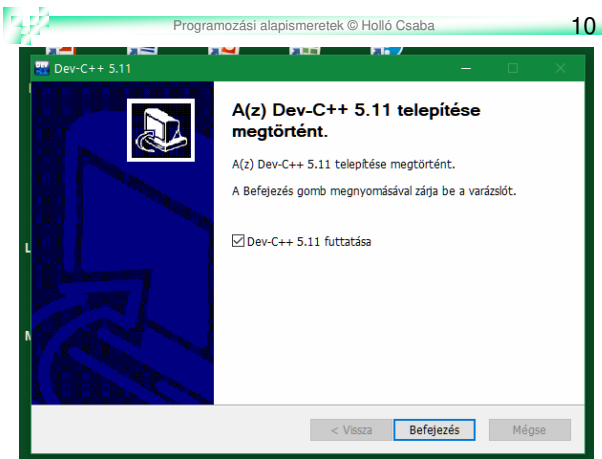 Programozási alapismeretek © Holló Csaba
10
Dev-C++ 5.11
A(z) Dev-C++ 5.11 telepítése
megtörtént.
A(z) Dev-C++ 5.11 telepítése megtörtént.
A Befejezés gomb megnyomásával zárja be a varázslót.
Dev-C++ 5.11 futtatása
< Vissza
Befejezés
Mégse